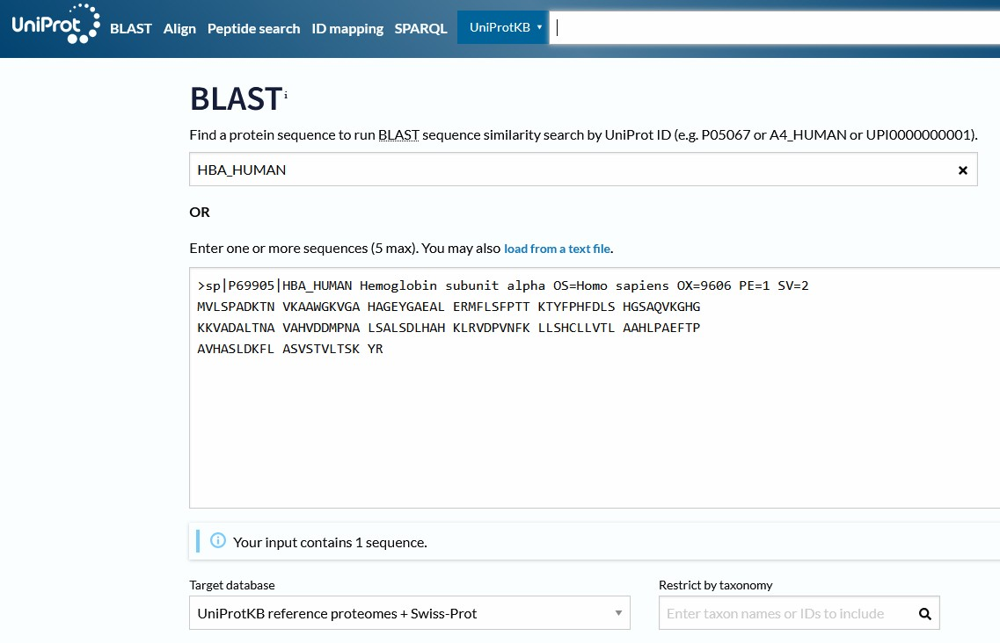 UniProt BLAST Align Peptide search ID mapping SPARQL UniProtKB
BLAST i
Find a protein sequence to run BLAST sequence similarity search by UniProt ID (e.g. P05067 or A4_HUMAN or UPI0000000001).
HBA_HUMAN
OR
Enter one or more sequences (5 max). You may also load from a text file.
>sp|P69905|HBA_HUMAN Hemoglobin subunit alpha OS=Homo sapiens OX=9606 PE=1 SV=2
MVLSPADKTN VKAAWGKVGA HAGEYGAEAL ERMFLSFPTT KTYFPHFDLS HGSAQVKGHG
KKVADALTNA VAHVDDMPNA LSALSDLHAH KLRVDPVNFK LLSHCLLVTL AAHLPAEFTP
AVHASLDKFL ASVSTVLTSK YR
Your input contains 1 sequence.
Target database Restrict by taxonomy
UniProtKB reference proteomes + Swiss-Prot Enter taxon names or IDs to include